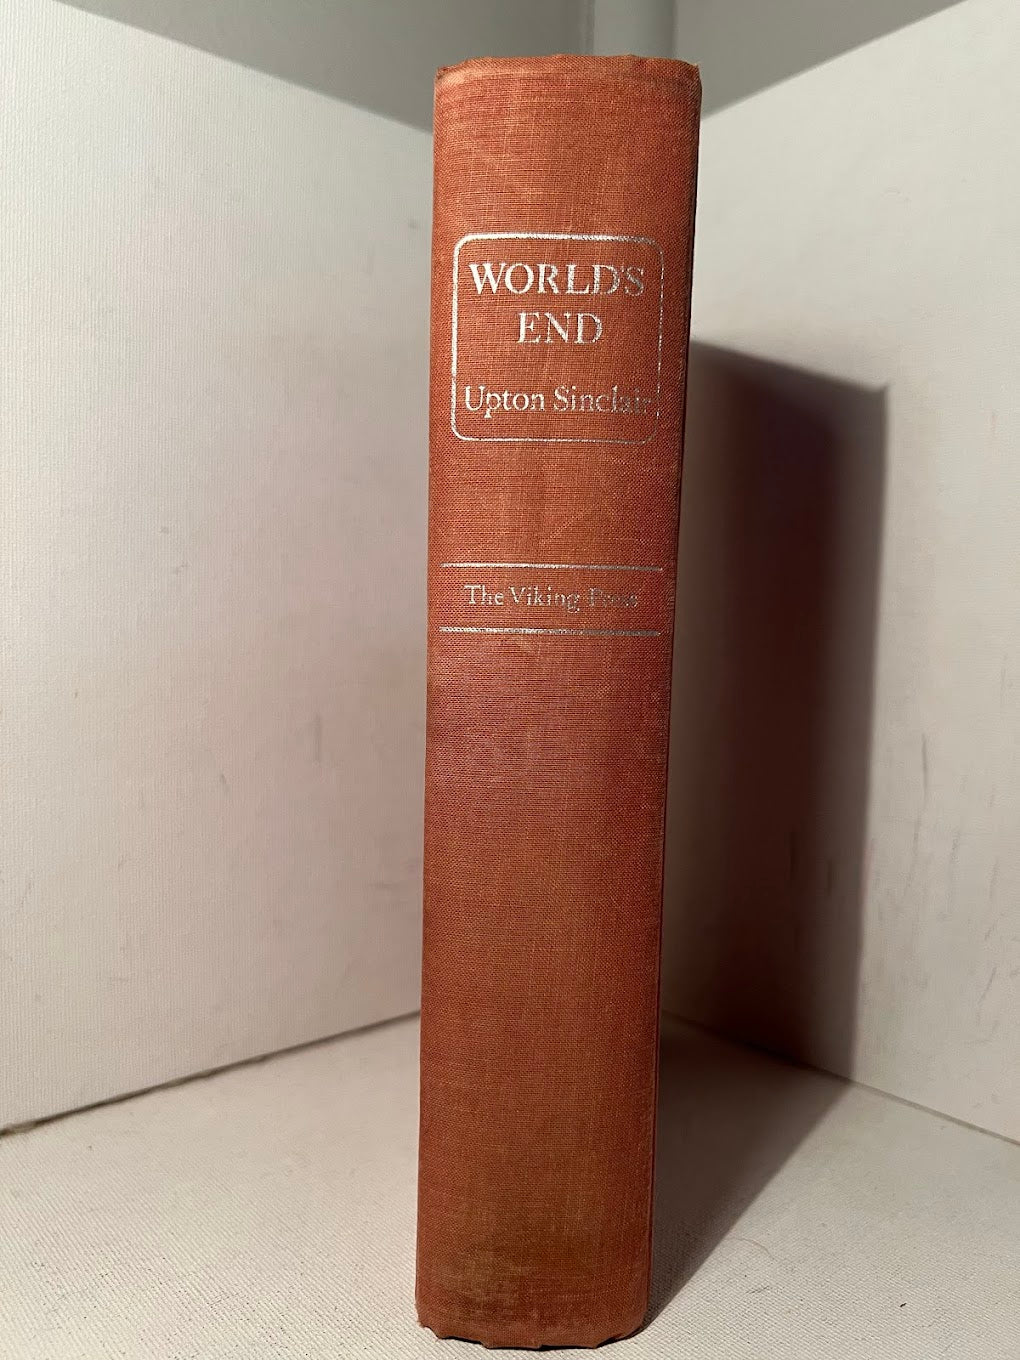 WORLD'S
END
Upton Sinclair
The Viking Press